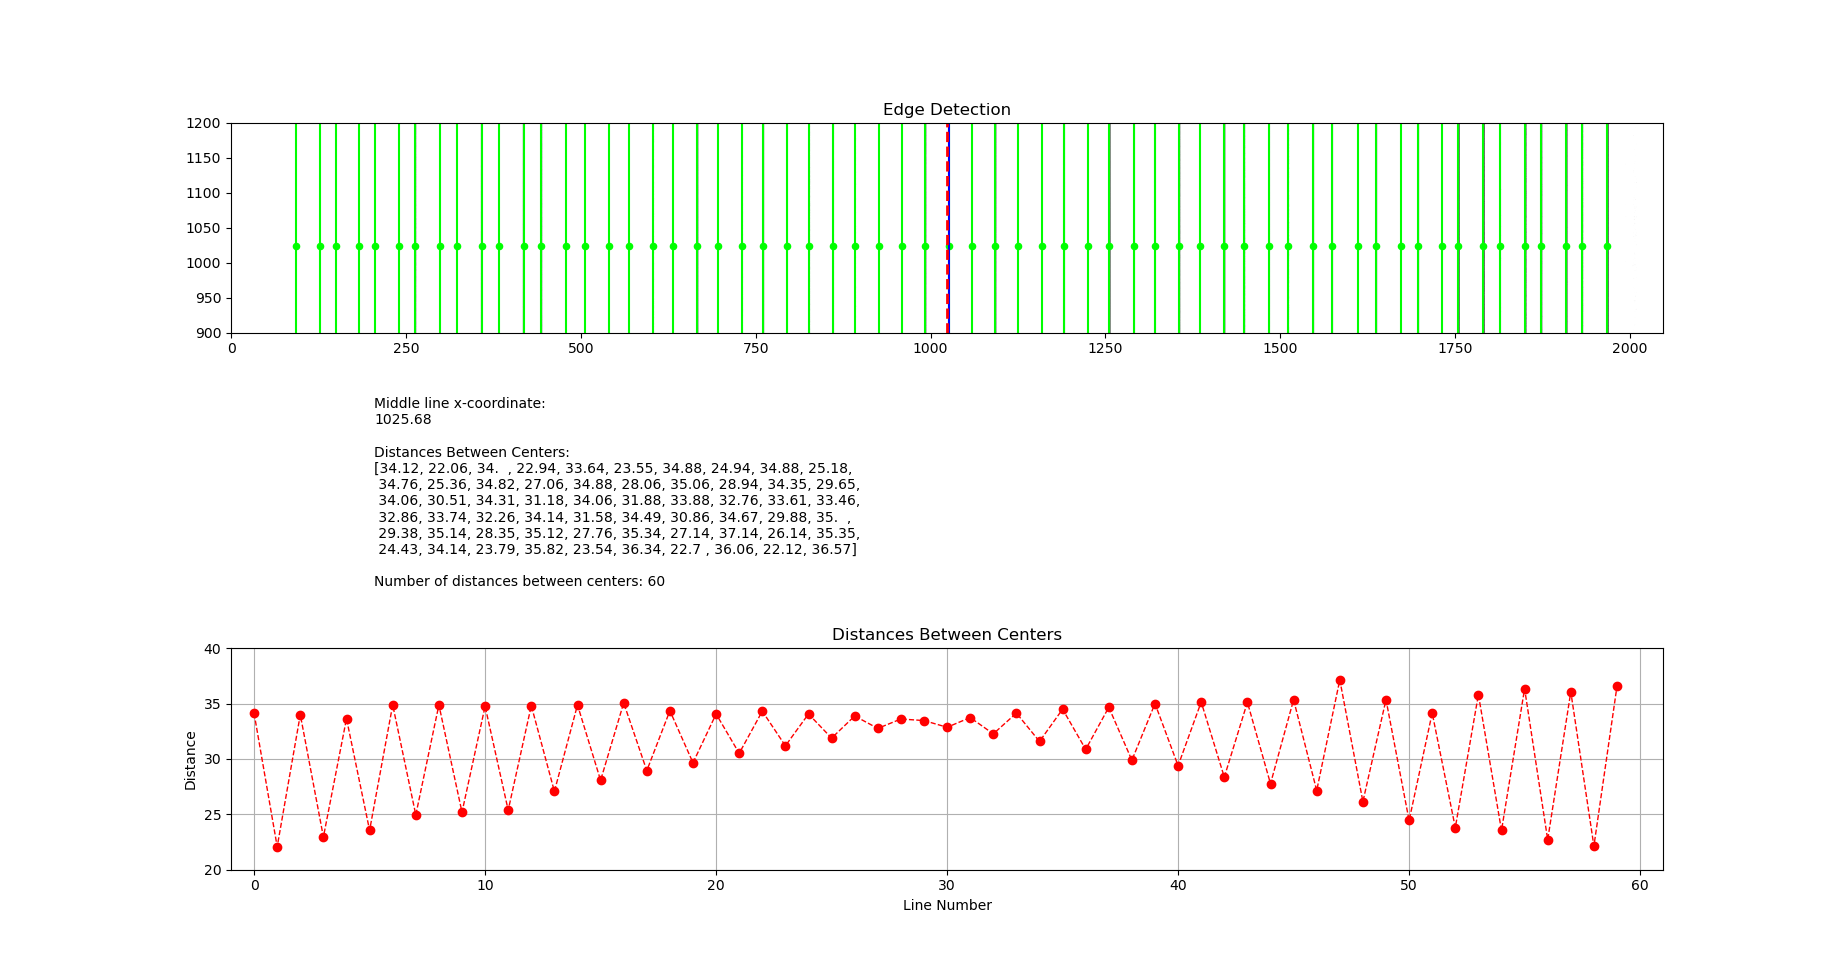 Edge Detection
1200
1150
1100
1050
1000
950
900
0 250 500 750 1000 1250 1500 1750 2000
Middle line x-coordinate:
1025.68
Distances Between Centers:
[34.12, 22.06, 34.  , 22.94, 33.64, 23.55, 34.88, 24.94, 34.88, 25.18,
34.76, 25.36, 34.82, 27.06, 34.88, 28.06, 35.06, 28.94, 34.35, 29.65,
34.06, 30.51, 34.31, 31.18, 34.06, 31.88, 33.88, 32.76, 33.61, 33.46,
32.86, 33.74, 32.26, 34.14, 31.58, 34.49, 30.86, 34.67, 29.88, 35.  ,
29.38, 35.14, 28.35, 35.12, 27.76, 35.34, 27.14, 37.14, 26.14, 35.35,
24.43, 34.14, 23.79, 35.82, 23.54, 36.34, 22.7 , 36.06, 22.12, 36.57]
Number of distances between centers: 60
Distances Between Centers
40
35
30
25
20
Distance
0 10 20 30 40 50 60
Line Number